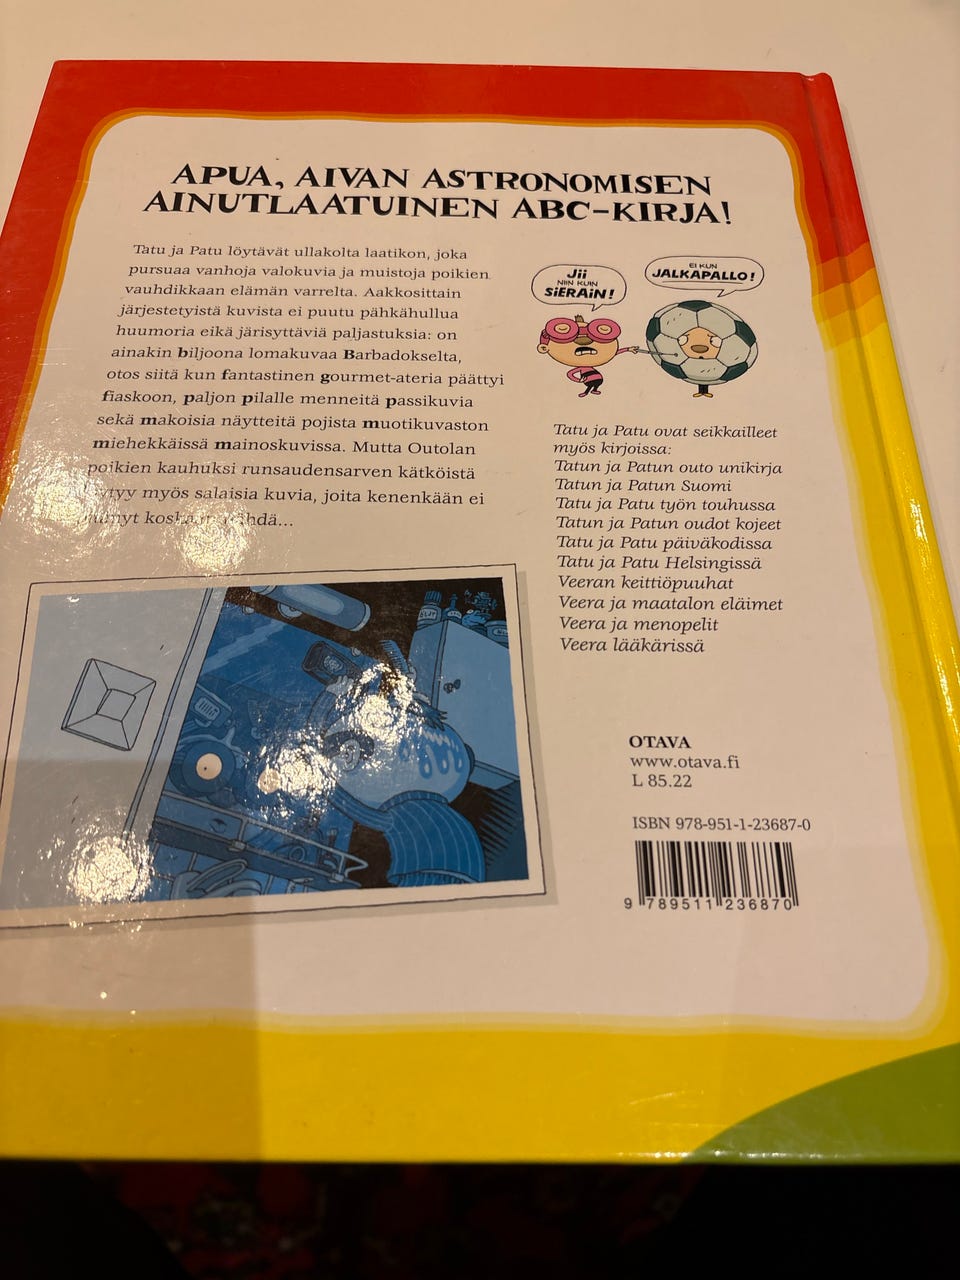 APUA, AIVAN ASTRONOMISEN
AINUTLAATUINEN ABC-KIRJA!
Tatu ja Patu löytävät ullakolta laatikon, joka
pursuaa vanhoja valokuvia ja muistoja poikien
vauhdikkaan elämän varrelta. Aakkosittain
järjestetyistä kuvista ei puutu pähkähullua
huumoria eikä järisyttäviä paljastuksia: on
ainakin biljoona lomakuvaa Barbadokselta,
otos siitä kun fantastinen gourmet-ateria päättyi
fiaskoon, paljon pilalle menneitä passikuvia
sekä makoisia näytteitä pojista muotikuvaston
miehekkäissä mainoskuvissa. Mutta Outolan
poikien kauhuksi runsaudensarven kätköistä
löytyy myös salaisia kuvia, joita kenenkään ei
pitänyt koskaan nähdä...
Jii
NIIN KUIN
SiERAiN!
EI KUN
JALKAPALLO!
Tatu ja Patu ovat seikkailleet
myös kirjoissa:
Tatun ja Patun outo unikirja
Tatun ja Patun Suomi
Tatu ja Patu työn touhussa
Tatun ja Patun oudot kojeet
Tatu ja Patu päiväkodissa
Tatu ja Patu Helsingissä
Veeran keittiöpuuhat
Veera ja maatalon eläimet
Veera ja menopelit
Veera lääkärissä
OTAVA
www.otava.fi
L 85.22
ISBN 978-951-1-23687-0
9 789511 236870